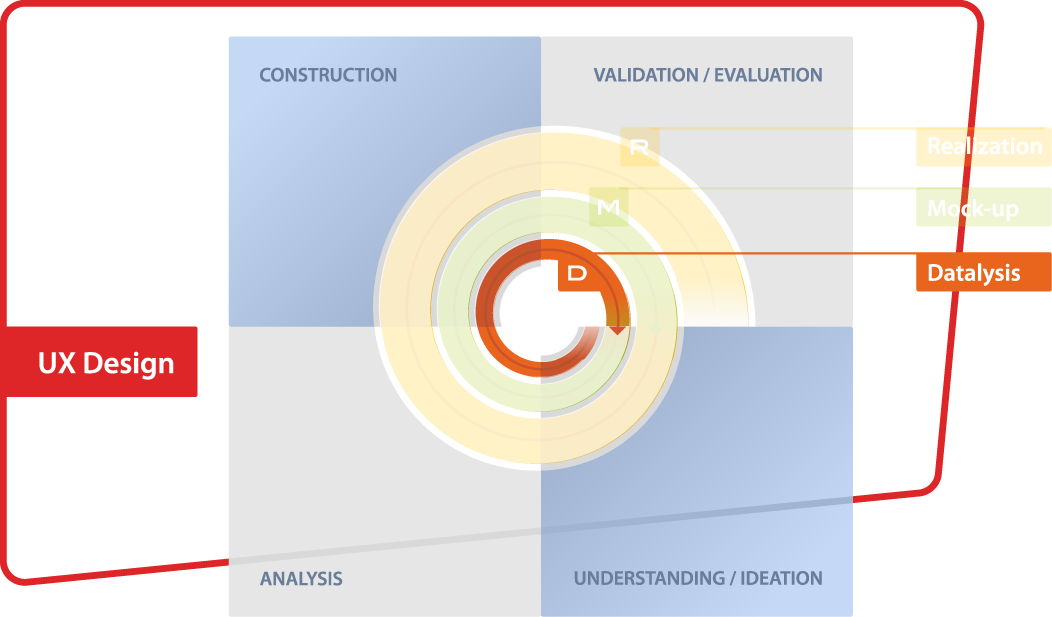 CONSTRUCTION
VALIDATION / EVALUATION
R
Realization
M
Mock-up
D
Datalysis
UX Design
ANALYSIS
UNDERSTANDING / IDEATION